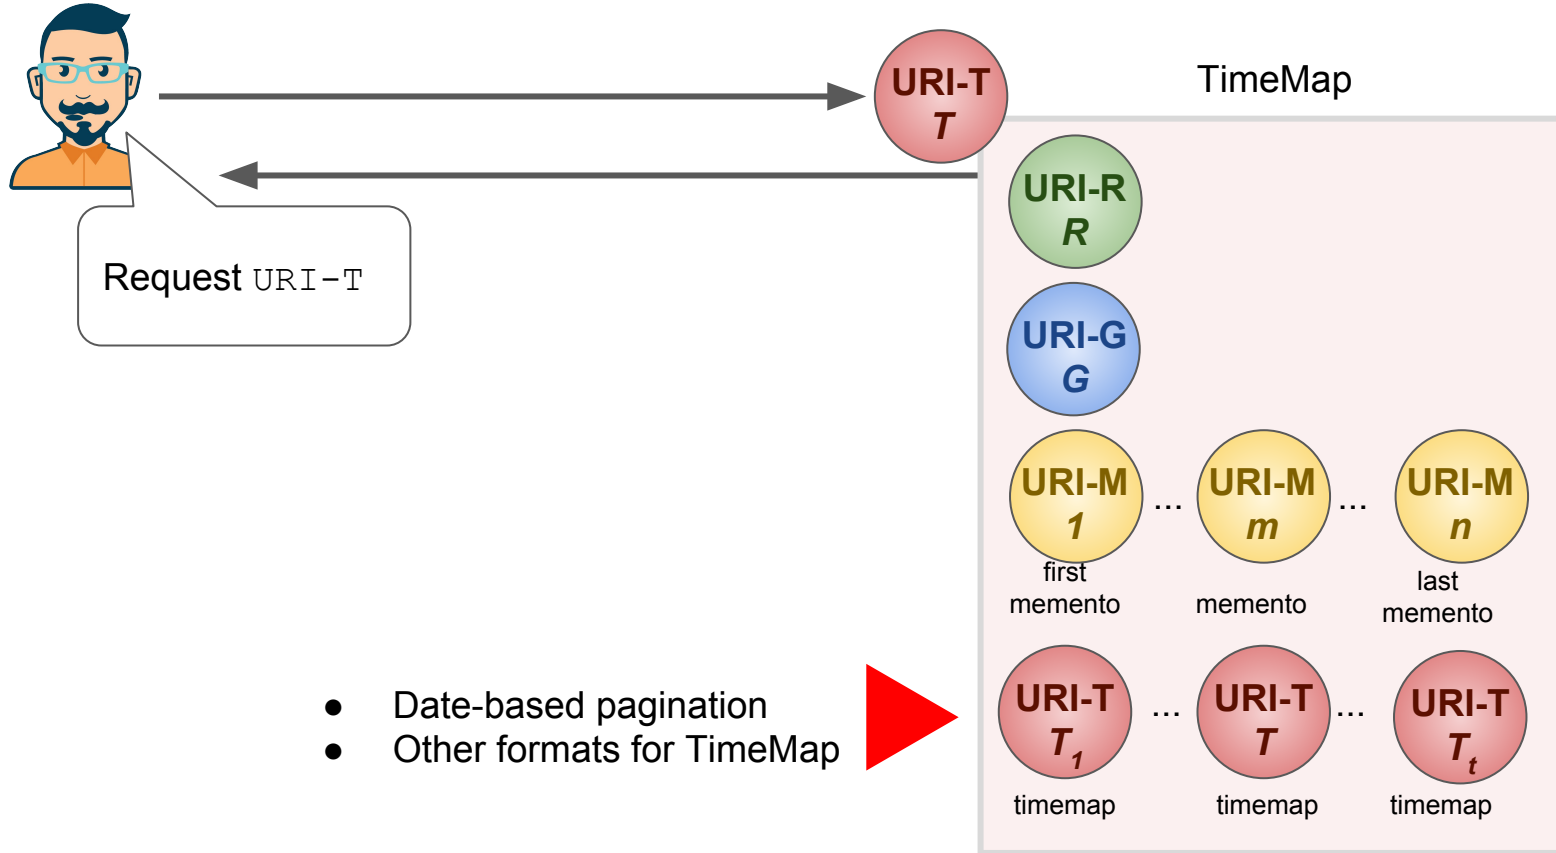 URI-T
T
TimeMap
Request URI-T
URI-R
R
URI-G
G
URI-M ... URI-M ... URI-M
1 m n
first memento
memento
last memento
● Date-based pagination
● Other formats for TimeMap
URI-T ... URI-T ... URI-T
T1 T Tt
timemap timemap timemap